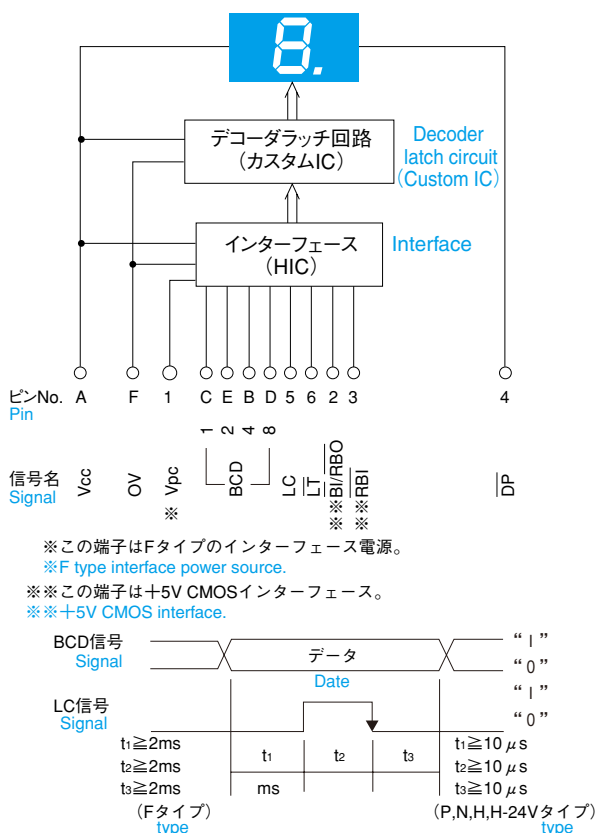 8.
デコーダラッチ回路
（カスタムIC）
Decoder
latch circuit
（Custom IC）
インターフェース
（HIC）
Interface
ピンNo. A F 1 C E B D 5 6 2 3 4
Pin
1 2 4 8
信号名 Vcc OV Vpc BCD LC LT BI/RBO RBI DP
Signal ※ ※※ ※※
※この端子はFタイプのインターフェース電源。
※F type interface power source.
※※この端子は＋5V CMOSインターフェース。
※※＋5V CMOS interface.
BCD信号 データ “1”
Signal “0”
Date
LC信号 “1”
Signal “0”
t1≧2ms t1 t2 t3 t1≧10μs
t2≧2ms t2≧10μs
t3≧2ms ms t3≧10μs
（Fタイプ） （P,N,H,H-24Vタイプ）
type type